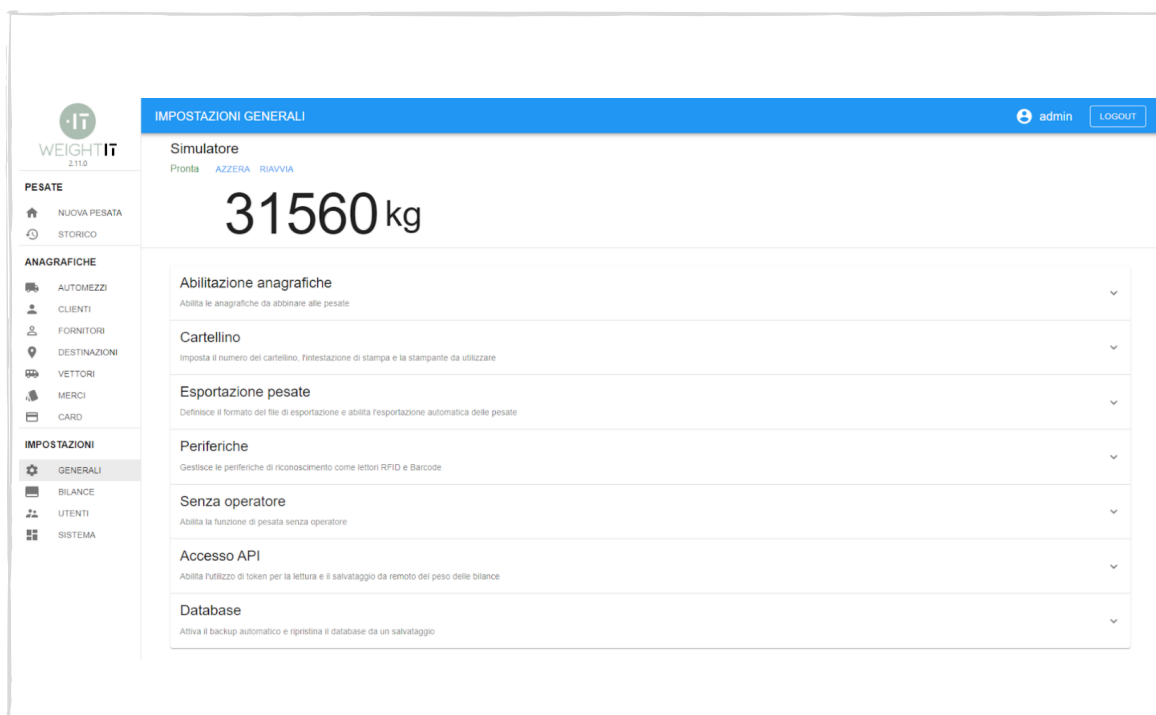 ·IT
WEIGHTIT
2.11.0
PESATE
NUOVA PESATA
STORICO
ANAGRAFICHE
AUTOMEZZI
CLIENTI
FORNITORI
DESTINAZIONI
VETTORI
MERCI
CARD
IMPOSTAZIONI
GENERALI
BILANCE
UTENTI
SISTEMA
IMPOSTAZIONI GENERALI
admin
LOGOUT
Simulatore
Pronta AZZERA RIAVVIA
31560 kg
Abilitazione anagrafiche
Abilita le anagrafiche da abbinare alle pesate
Cartellino
Imposta il numero del cartellino, l'intestazione di stampa e la stampante da utilizzare
Esportazione pesate
Definisce il formato del file di esportazione e abilita l'esportazione automatica delle pesate
Periferiche
Gestisce le periferiche di riconoscimento come lettori RFID e Barcode
Senza operatore
Abilita la funzione di pesata senza operatore
Accesso API
Abilita l'utilizzo di token per la lettura e il salvataggio da remoto del peso delle bilance
Database
Attiva il backup automatico e ripristina il database da un salvataggio